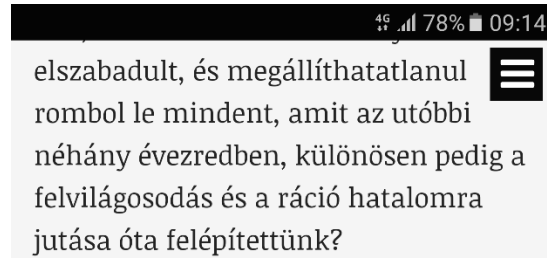 4G 78% 09:14
elszabadult, és megállíthatatlanul
rombol le mindent, amit az utóbbi
néhány évezredben, különösen pedig a
felvilágosodás és a ráció hatalomra
jutása óta felépítettünk?